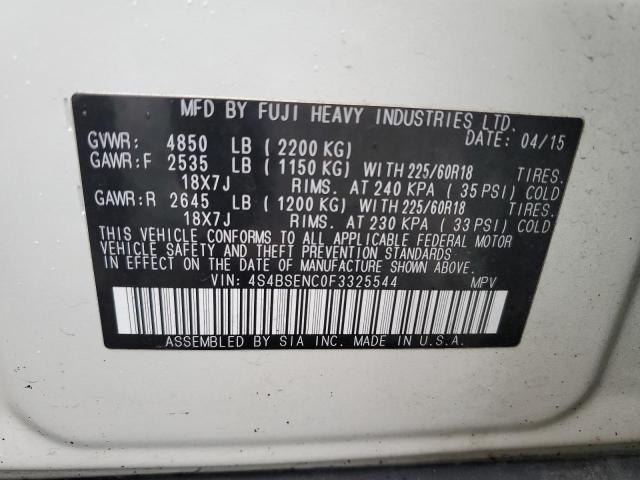 MFD BY FUJI HEAVY INDUSTRIES LTD.
DATE: 04/15
GVWR: 4850 LB ( 2200 KG)
GAWR:F 2535 LB ( 1150 KG) WITH 225/60R18 TIRES.
18X7J RIMS. AT 240 KPA ( 35 PSI) COLD
GAWR:R 2645 LB ( 1200 KG) WITH 225/60R18 TIRES.
18X7J RIMS. AT 230 KPA ( 33 PSI) COLD
THIS VEHICLE CONFORMS TO ALL APPLICABLE FEDERAL MOTOR
VEHICLE SAFETY AND THEFT PREVENTION STANDARDS
IN EFFECT ON THE DATE OF MANUFACTURE SHOWN ABOVE.
VIN: 4S4BSENC0F3325544 MPV
ASSEMBLED BY SIA INC. MADE IN U.S.A.